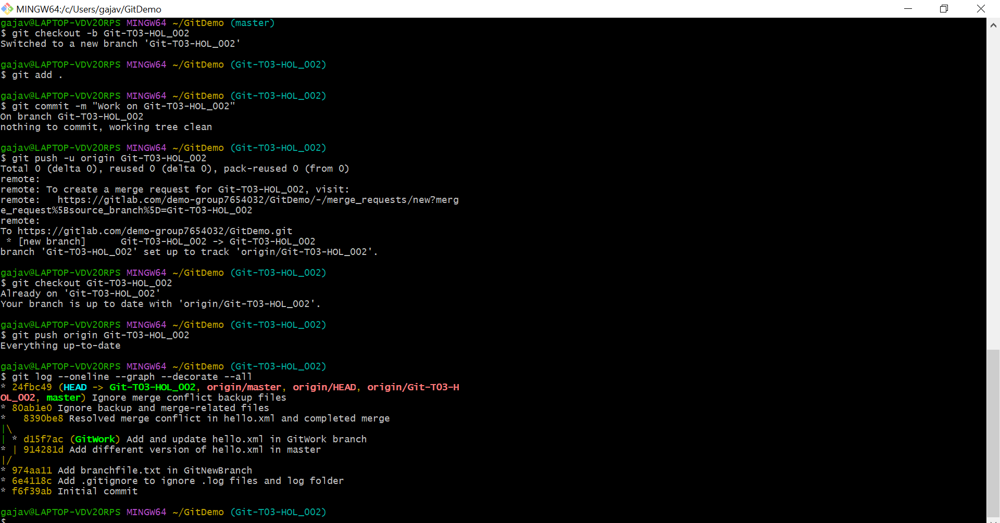 MINGW64:/c/Users/gajav/GitDemo
gajav@LAPTOP-VDV2ORPS MINGW64 ~/GitDemo (master)
$ git checkout -b Git-T03-HOL_002
Switched to a new branch 'Git-T03-HOL_002'
gajav@LAPTOP-VDV2ORPS MINGW64 ~/GitDemo (Git-T03-HOL_002)
$ git add .
gajav@LAPTOP-VDV2ORPS MINGW64 ~/GitDemo (Git-T03-HOL_002)
$ git commit -m "Work on Git-T03-HOL_002"
On branch Git-T03-HOL_002
nothing to commit, working tree clean
gajav@LAPTOP-VDV2ORPS MINGW64 ~/GitDemo (Git-T03-HOL_002)
$ git push -u origin Git-T03-HOL_002
Total 0 (delta 0), reused 0 (delta 0), pack-reused 0 (from 0)
remote:
remote: To create a merge request for Git-T03-HOL_002, visit:
remote:   https://gitlab.com/demo-group7654032/GitDemo/-/merge_requests/new?merg
e_request%5Bsource_branch%5D=Git-T03-HOL_002
remote:
To https://gitlab.com/demo-group7654032/GitDemo.git
 * [new branch]      Git-T03-HOL_002 -> Git-T03-HOL_002
branch 'Git-T03-HOL_002' set up to track 'origin/Git-T03-HOL_002'.
gajav@LAPTOP-VDV2ORPS MINGW64 ~/GitDemo (Git-T03-HOL_002)
$ git checkout Git-T03-HOL_002
Already on 'Git-T03-HOL_002'
Your branch is up to date with 'origin/Git-T03-HOL_002'.
gajav@LAPTOP-VDV2ORPS MINGW64 ~/GitDemo (Git-T03-HOL_002)
$ git push origin Git-T03-HOL_002
Everything up-to-date
gajav@LAPTOP-VDV2ORPS MINGW64 ~/GitDemo (Git-T03-HOL_002)
$ git log --oneline --graph --decorate --all
* 24fbc49 (HEAD -> Git-T03-HOL_002, origin/master, origin/HEAD, origin/Git-T03-H
OL_002, master) Ignore merge conflict backup files
* 80ab1e0 Ignore backup and merge-related files
*   8390be8 Resolved merge conflict in hello.xml and completed merge
|\
| * d15f7ac (GitWork) Add and update hello.xml in GitWork branch
* | 914281d Add different version of hello.xml in master
|/
* 974aa11 Add branchfile.txt in GitNewBranch
* 6e4118c Add .gitignore to ignore .log files and log folder
* f6f39ab Initial commit
gajav@LAPTOP-VDV2ORPS MINGW64 ~/GitDemo (Git-T03-HOL_002)
$